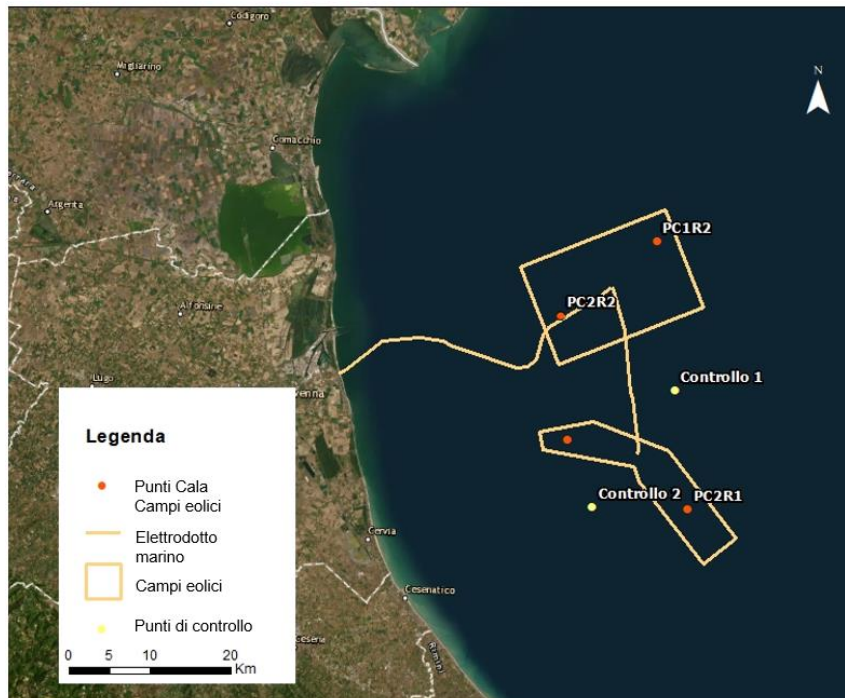 Codigoro
Migliarino
N
Comacchio
Argenta
PC1R2
Alfonsine
PC2R2
Controllo 1
Lugo
venna
Legenda
Punti Cala
Campi eolici
Controllo 2
PC2R1
Elettrodotto
marino
Cervia
Campi eolici
Cesenatico
Punti di controllo
Cesena
Rimini
0 5 10 20
Km